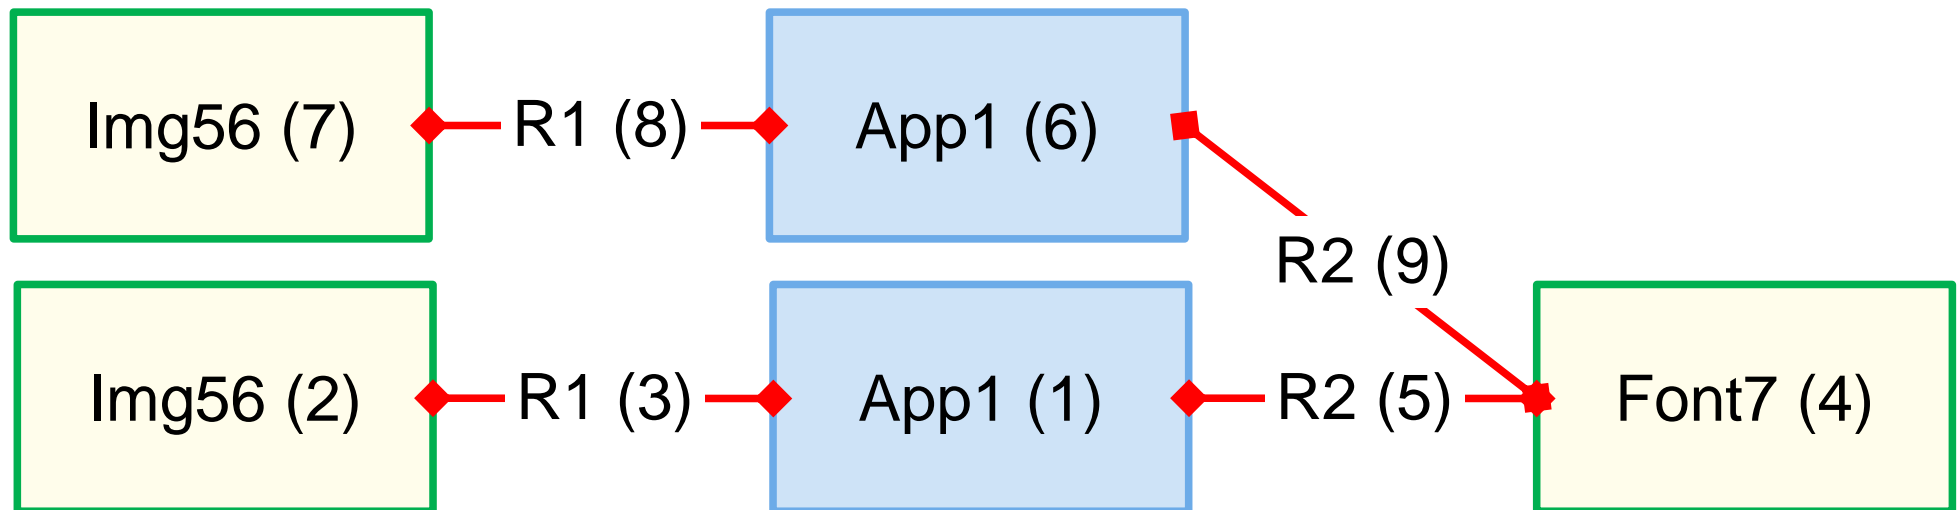 Img56 (7)
R1 (8)
App1 (6)
R2 (9)
Img56 (2)
R1 (3)
App1 (1)
R2 (5)
Font7 (4)